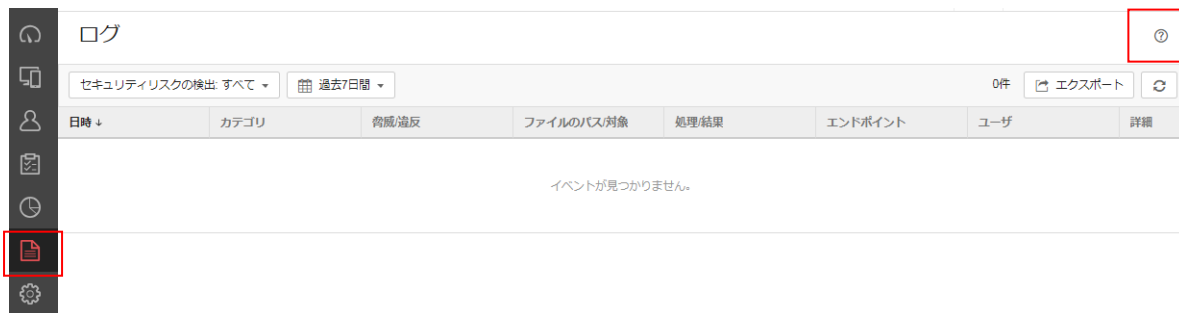 ログ
セキュリティリスクの検出: すべて 過去7日間 0件 エクスポート
日時↓ カテゴリ 脅威/違反 ファイルのパス/対象 処理/結果 エンドポイント ユーザ 詳細
イベントが見つかりません。